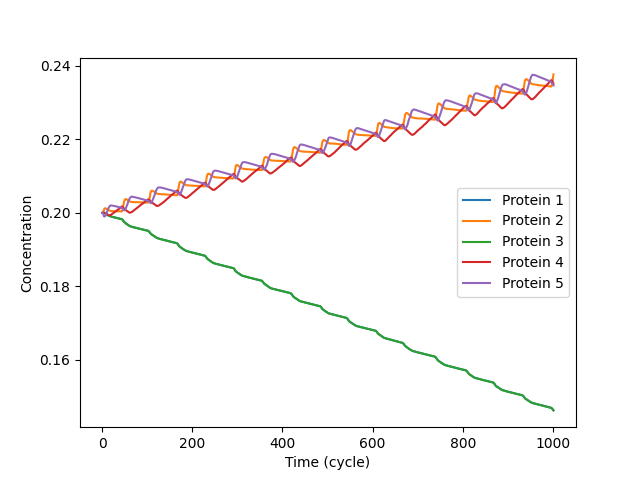 0.24
0.22
0.20
0.18
0.16
Concentration
Protein 1
Protein 2
Protein 3
Protein 4
Protein 5
0
200
400
600
800
1000
Time (cycle)